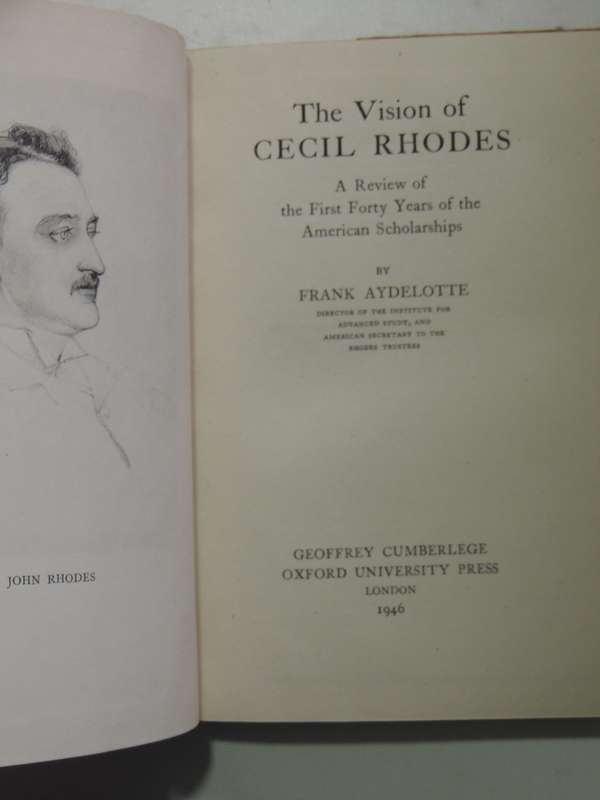 JOHN RHODES
The Vision of
CECIL RHODES
A Review of
the First Forty Years of the
American Scholarships
BY
FRANK AYDELOTTE
DIRECTOR OF THE INSTITUTE FOR
ADVANCED STUDY, AND
AMERICAN SECRETARY TO THE
RHODES TRUSTEES
GEOFFREY CUMBERLEGE
OXFORD UNIVERSITY PRESS
LONDON
1946